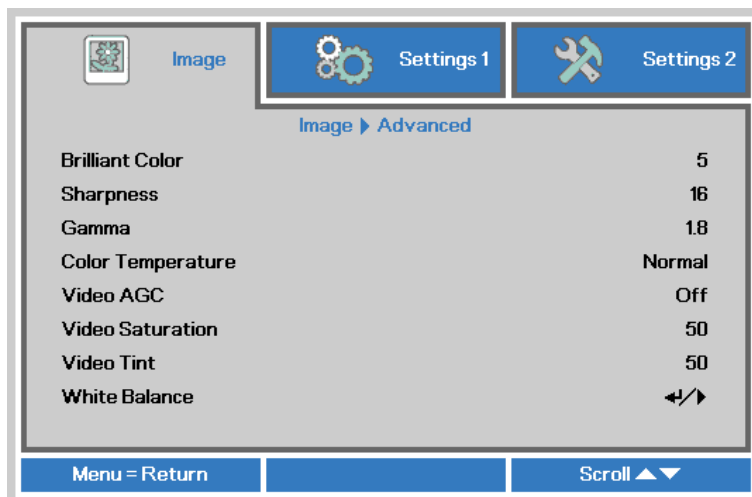 Image Settings 1 Settings 2
Image ▶ Advanced
Brilliant Color 5
Sharpness 16
Gamma 1.8
Color Temperature Normal
Video AGC Off
Video Saturation 50
Video Tint 50
White Balance ↵/▶
Menu = Return Scroll ▲▼